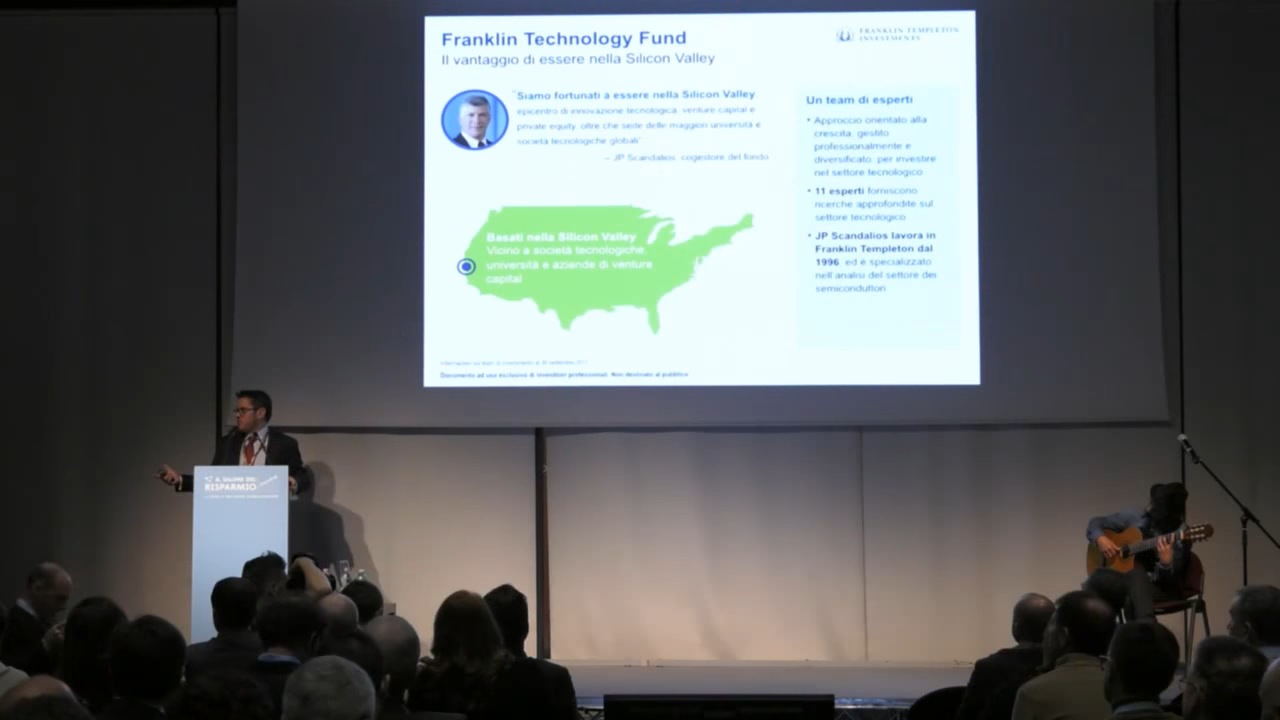 Franklin Technology Fund
Il vantaggio di essere nella Silicon Valley
FRANKLIN TEMPLETON
INVESTMENTS
"Siamo fortunati a essere nella Silicon Valley
epicentro di innovazione tecnologica, venture capital e
private equity, oltre che sede delle maggiori università e
società tecnologiche globali"
– JP Scandalios, cogestore del fondo
Basati nella Silicon Valley
Vicino a società tecnologiche
università e aziende di venture
capital
Un team di esperti
• Approccio orientato alla
crescita, gestito
professionalmente e
diversificato, per investire
nel settore tecnologico
• 11 esperti forniscono
ricerche approfondite sul
settore tecnologico
• JP Scandalios lavora in
Franklin Templeton dal
1996, ed è specializzato
nell'analisi del settore dei
semiconduttori
Documento ad uso esclusivo di investitori professionali. Non destinato al pubblico
IL SALONE DEL
RISPARMIO